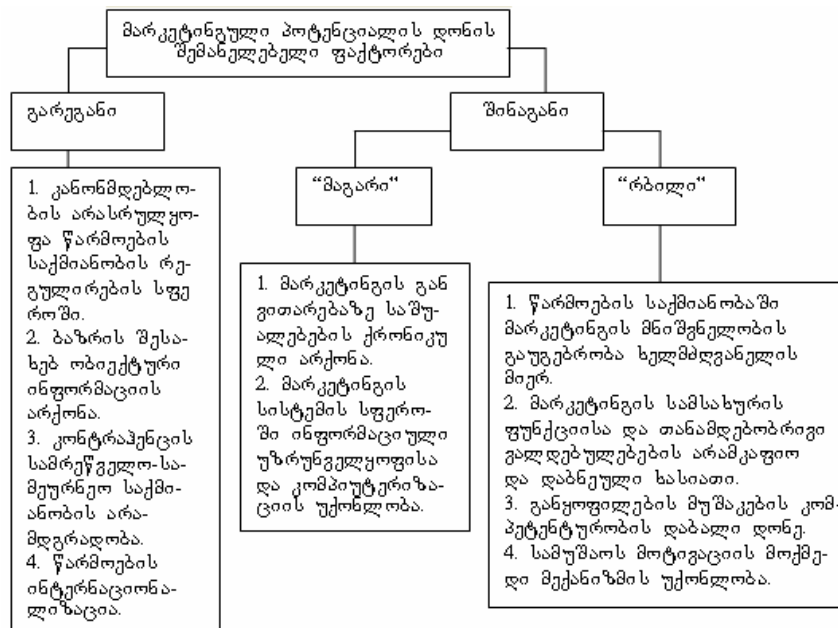 მარკეტინგული პოტენციალის დონის
შემანელებელი ფაქტორები
გარეგანი
შინაგანი
1. კანონმდებლო-
ბის არასრულყო-
ფა წარმოების
საქმიანობის რე-
გულირების სფე
როში.
2. ბაზრის შესა-
ხებ ობიექტური
ინფორმაციის
არქონა.
3. კონტრაჰენცის
სამრეწველო-სა-
მეურნეო საქმი-
ანობის არა-
მდგრადობა.
4. წარმოების
ინტერნაციონა-
ლიზაცია.
“მაგარი”
1. მარკეტინგის გან
ვითარებაზე საშუ-
ალებების ქრონიკუ
ლი არქონა.
2. მარკეტინგის
სისტემის სფერო-
ში ინფორმაციული
უზრუნველყოფისა
და კომპიუტერიზა-
ციის უქონლობა.
“რბილი”
1. წარმოების საქმიანობაში
მარკეტინგის მნიშვნელობის
გაუგებრობა ხელმძღვანელის
მიერ.
2. მარკეტინგის სამსახურის
ფუნქციისა და თანამდებობრივი
ვალდებულებების არამკაფიო
და დაბნეული ხასიათი.
3. განყოფილების მუშაკების კომ-
პეტენტურობის დაბალი დონე.
4. სამუშაოს მოტივაციის მოქმე-
დი მექანიზმის უქონლობა.